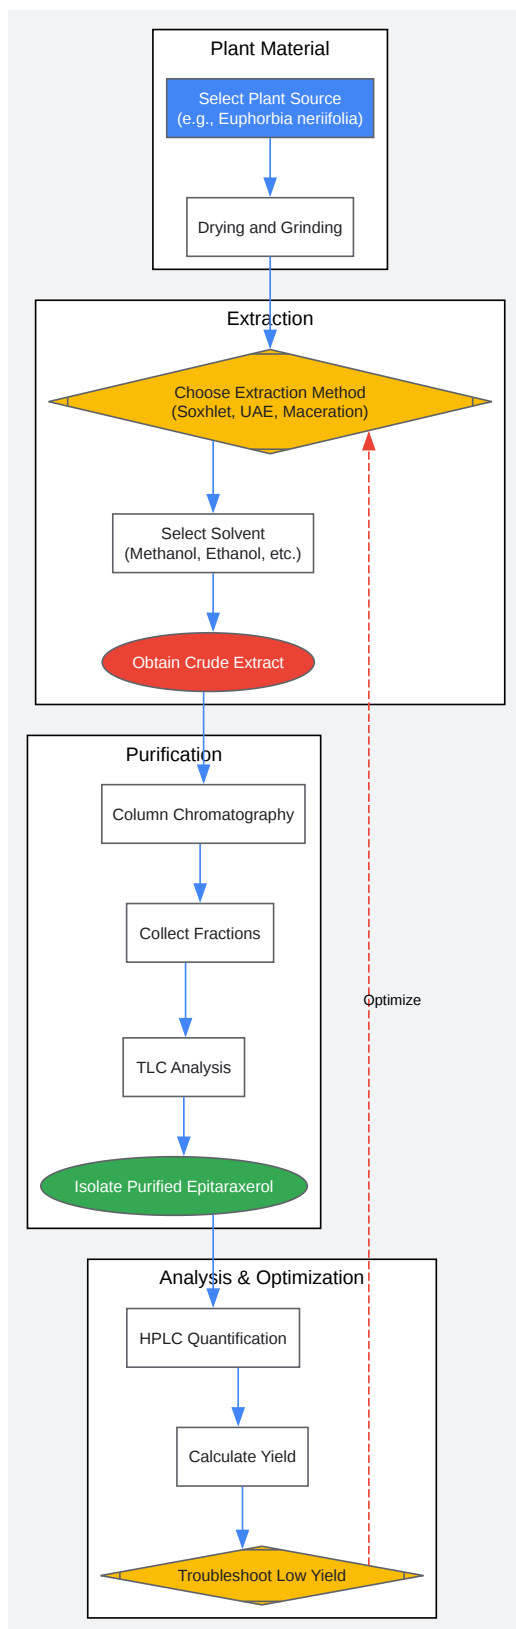 Plant Material
Select Plant Source
(e.g., Euphorbia neriifolia)
Drying and Grinding
Extraction
Choose Extraction Method
(Soxhlet, UAE, Maceration)
Select Solvent
(Methanol, Ethanol, etc.)
Obtain Crude Extract
Purification
Column Chromatography
Collect Fractions
Optimize
TLC Analysis
Isolate Purified Epitaraxerol
Analysis & Optimization
HPLC Quantification
Calculate Yield
Troubleshoot Low Yield